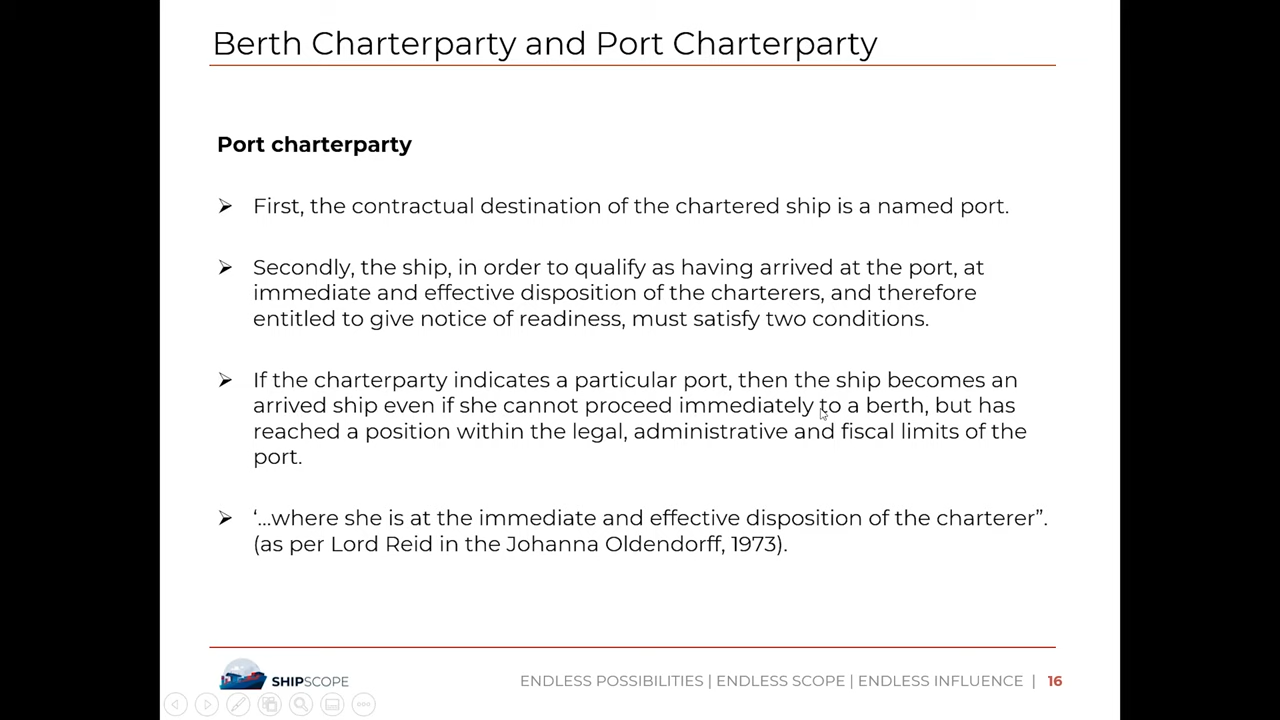 Berth Charterparty and Port Charterparty
Port charterparty
➢ First, the contractual destination of the chartered ship is a named port.
➢ Secondly, the ship, in order to qualify as having arrived at the port, at
immediate and effective disposition of the charterers, and therefore
entitled to give notice of readiness, must satisfy two conditions.
➢ If the charterparty indicates a particular port, then the ship becomes an
arrived ship even if she cannot proceed immediately to a berth, but has
reached a position within the legal, administrative and fiscal limits of the
port.
➢ ‘…where she is at the immediate and effective disposition of the charterer”.
(as per Lord Reid in the Johanna Oldendorff, 1973).
SHIPSCOPE
ENDLESS POSSIBILITIES | ENDLESS SCOPE | ENDLESS INFLUENCE | 16